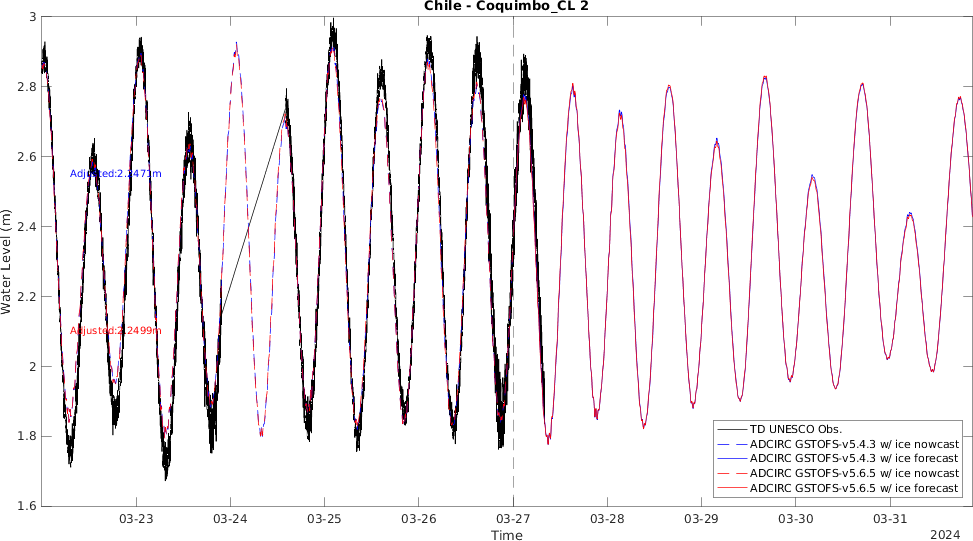 Chile - Coquimbo_CL 2
3
2.8
2.6
2.4
2.2
2
1.8
1.6
Water Level (m)
Adjusted:2.2471m
Adjusted:2.2499m
TD UNESCO Obs.
ADCIRC GSTOFS-v5.4.3 w/ ice nowcast
ADCIRC GSTOFS-v5.4.3 w/ ice forecast
ADCIRC GSTOFS-v5.6.5 w/ ice nowcast
ADCIRC GSTOFS-v5.6.5 w/ ice forecast
03-23 03-24 03-25 03-26 03-27 03-28 03-29 03-30 03-31
Time
2024